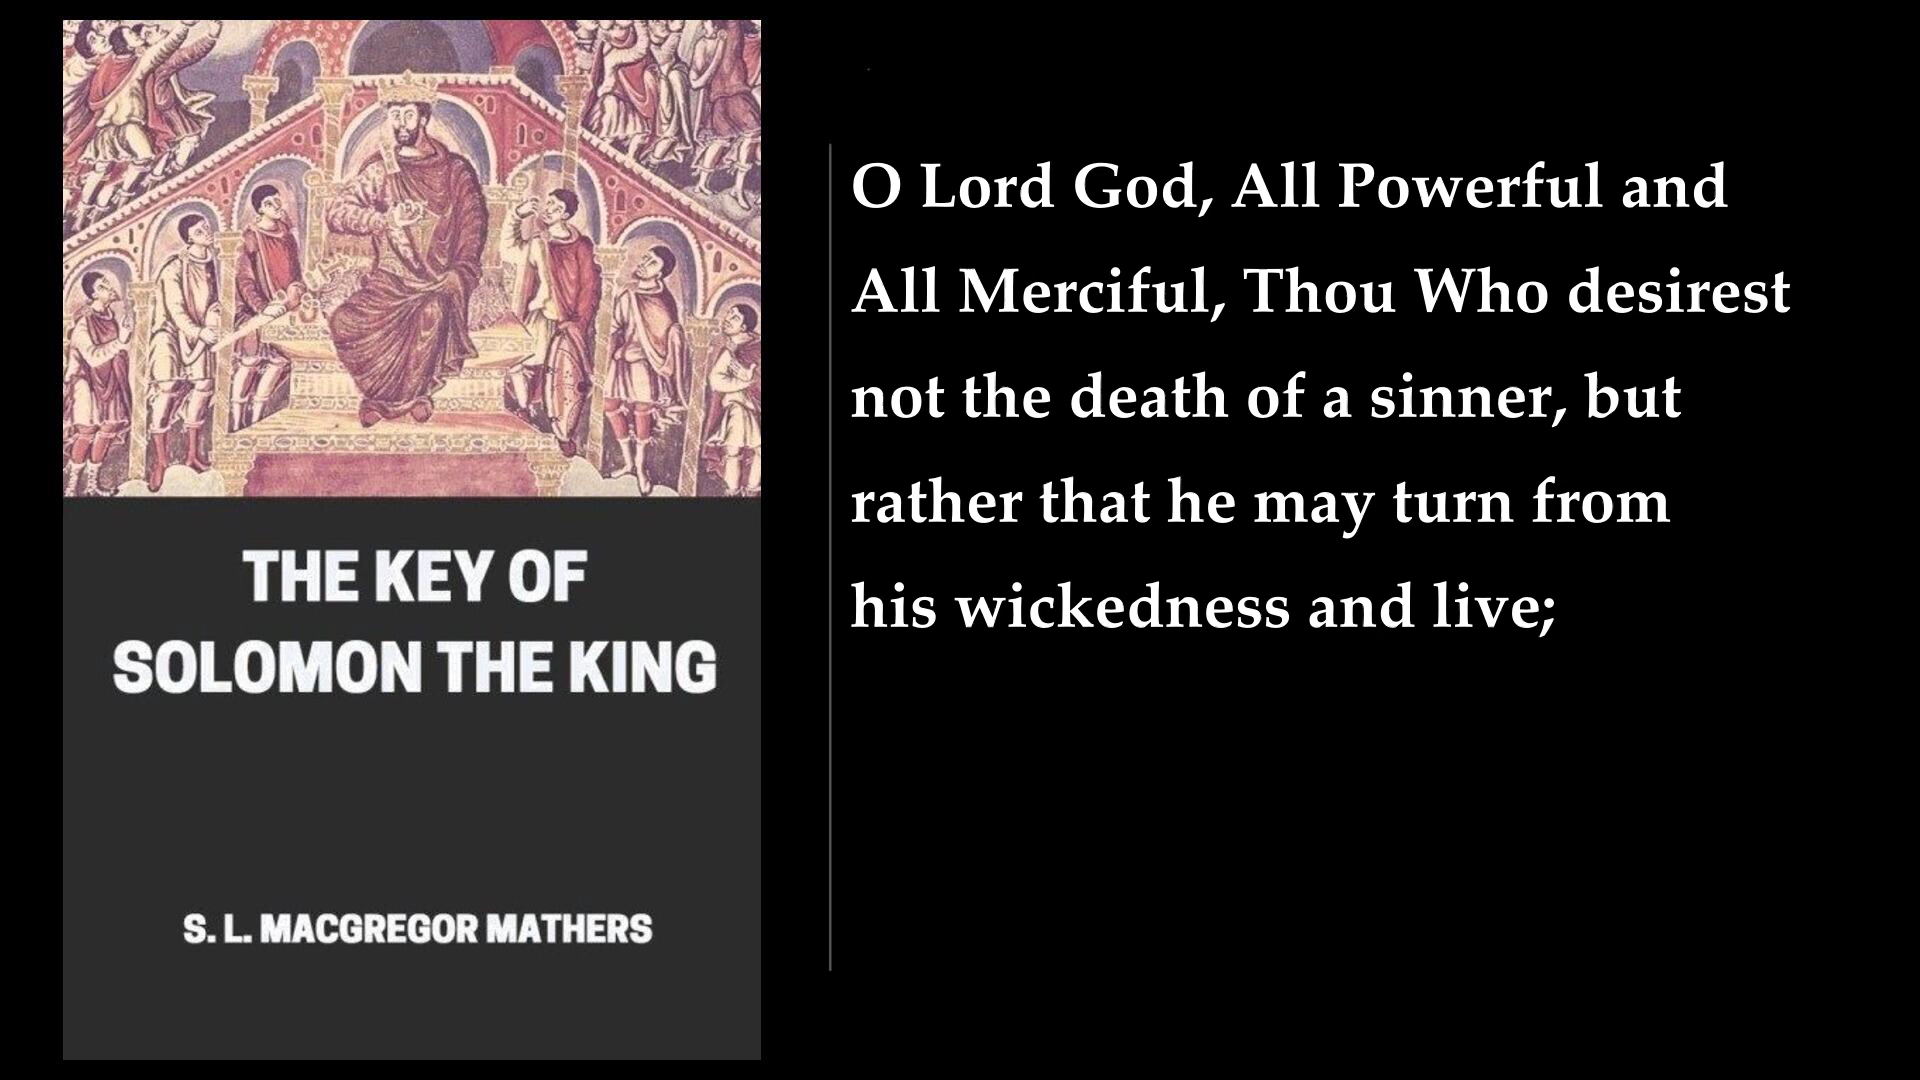 THE KEY OF
SOLOMON THE KING
S. L. MACGREGOR MATHERS
O Lord God, All Powerful and
All Merciful, Thou Who desirest
not the death of a sinner, but
rather that he may turn from
his wickedness and live;